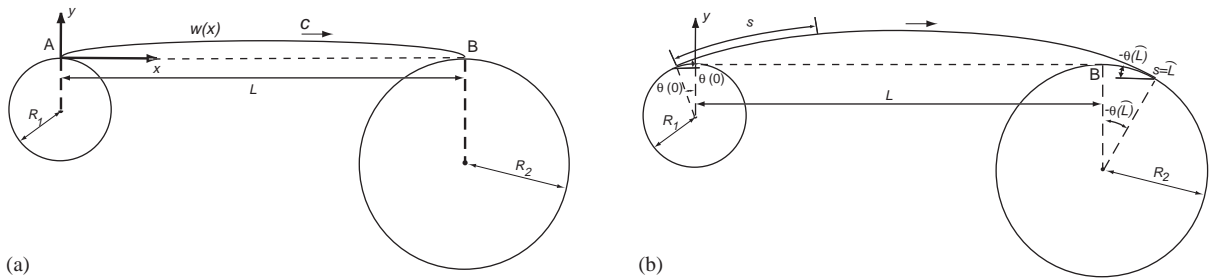 y
A
w(x)
c
B
x
L
R1
R2
(a)
y
s
θ(0)
θ(0)
-θ(L̂)
s=L̂
B
L
-θ(L̂)
R1
R2
(b)